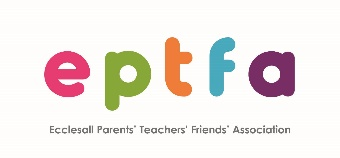 eptfa
Ecclesall Parents' Teachers' Friends' Association